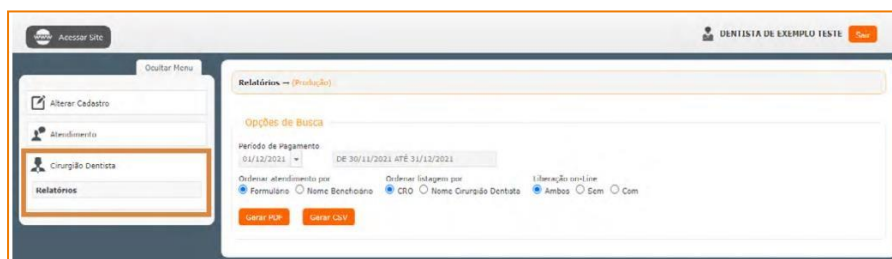 Acessar Site
DENTISTA DE EXEMPLO TESTE Sair
Ocultar Menu
Alterar Cadastro
Atendimento
Cirurgião Dentista
Relatórios
Relatórios -- (Produção)
Opções de Busca
Período de Pagamento
01/12/2021 DE 30/11/2021 ATÉ 31/12/2021
Ordenar atendimento por Ordenar listagem por Liberação on-Line
Formulário Nome Beneficiário CRO Nome Cirurgião Dentista Ambos Sem Com
Gerar PDF Gerar CSV